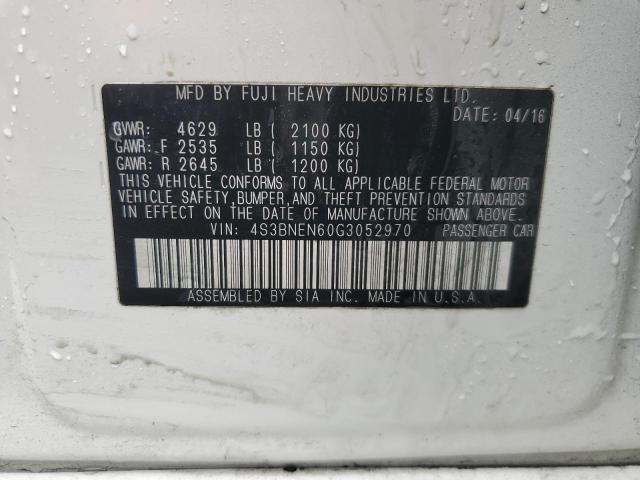 MFD BY FUJI HEAVY INDUSTRIES LTD.
DATE: 04/16
GVWR: 4629 LB ( 2100 KG)
GAWR: F 2535 LB ( 1150 KG)
GAWR: R 2645 LB ( 1200 KG)
THIS VEHICLE CONFORMS TO ALL APPLICABLE FEDERAL MOTOR
VEHICLE SAFETY, BUMPER, AND THEFT PREVENTION STANDARDS
IN EFFECT ON THE DATE OF MANUFACTURE SHOWN ABOVE.
VIN: 4S3BNEN60G3052970 PASSENGER CAR
ASSEMBLED BY SIA INC. MADE IN U.S.A.